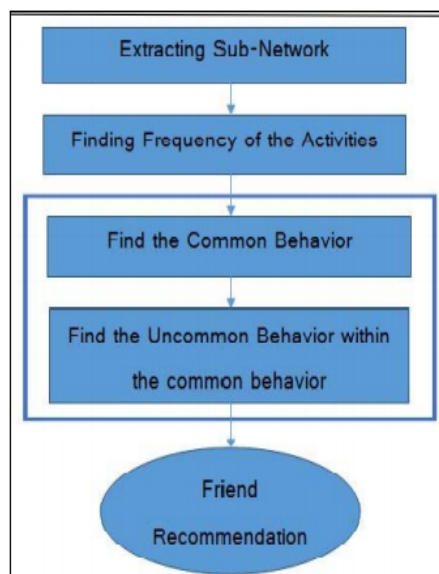 Extracting Sub-Network
Finding Frequency of the Activities
Find the Common Behavior
Find the Uncommon Behavior within
the common behavior
Friend
Recommendation